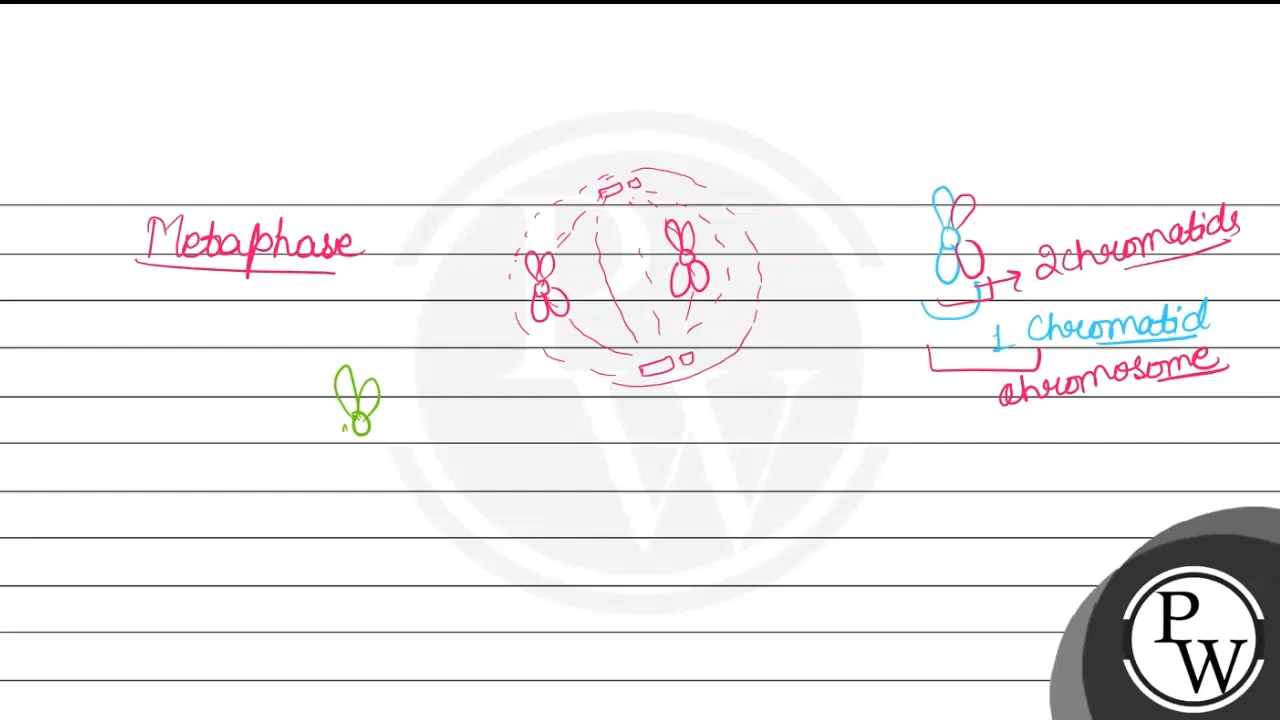 Metaphase
2 chromatids
1 Chromatid
chromosome
P
W
P
W